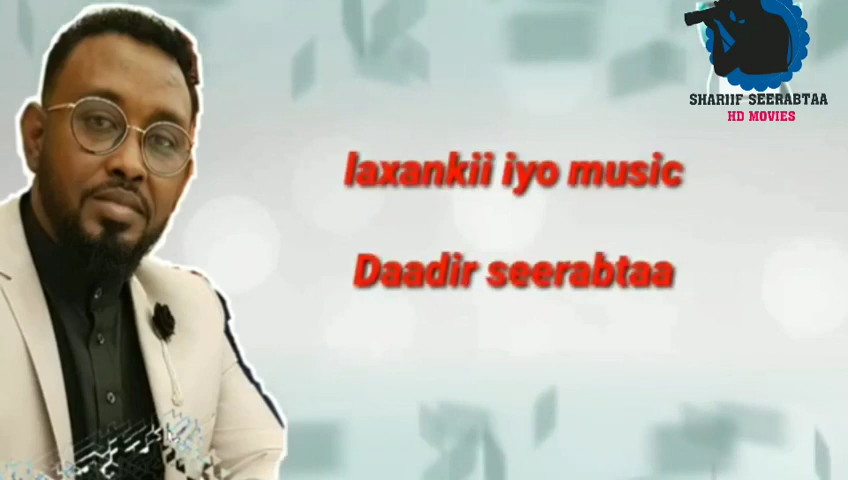 SHARIIF SEERABTAA
HD MOVIES
laxankii iyo music
Daadir seerabtaa